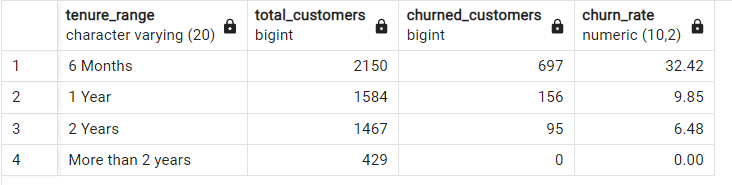 tenure_range total_customers churned_customers churn_rate
character varying (20) bigint bigint numeric (10,2)
1 6 Months 2150 697 32.42
2 1 Year 1584 156 9.85
3 2 Years 1467 95 6.48
4 More than 2 years 429 0 0.00